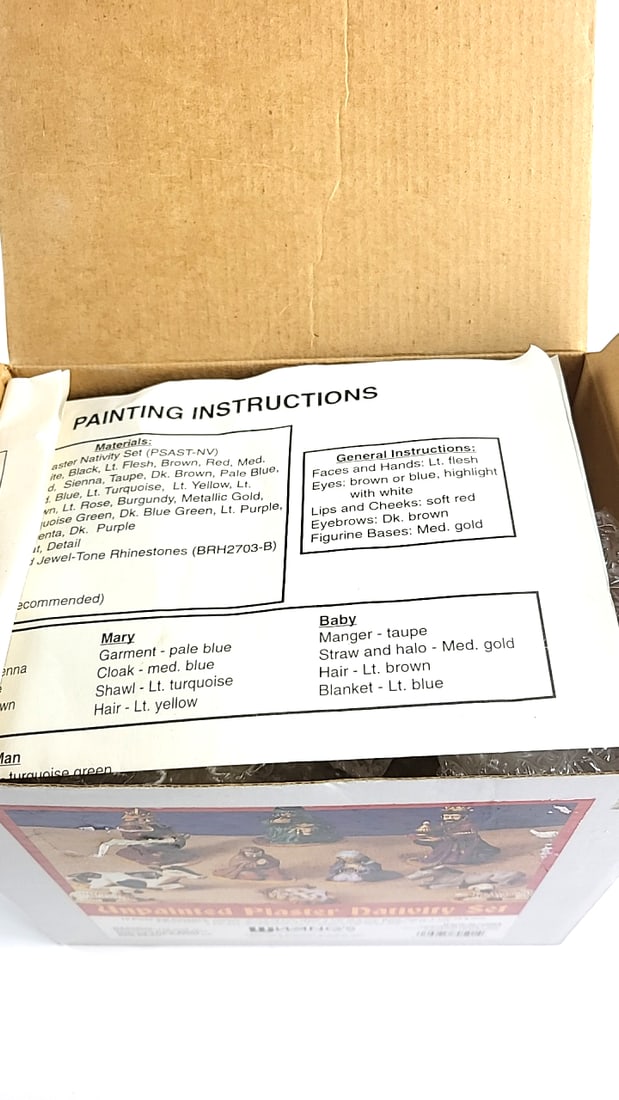 PAINTING INSTRUCTIONS
Materials:
aster Nativity Set (PSAST-NV)
ite, Black, Lt. Flesh, Brown, Red, Med.
d. Sienna, Taupe, Dk. Brown, Pale Blue,
. Blue, Lt. Turquoise, Lt. Yellow, Lt.
wn, Lt. Rose, Burgundy, Metallic Gold,
uoise Green, Dk. Blue Green, Lt. Purple,
enta, Dk. Purple
t, Detail
d Jewel-Tone Rhinestones (BRH2703-B)
ecommended)
General Instructions:
Faces and Hands: Lt. flesh
Eyes: brown or blue, highlight
with white
Lips and Cheeks: soft red
Eyebrows: Dk. brown
Figurine Bases: Med. gold
enna
wn
Mary
Garment - pale blue
Cloak - med. blue
Shawl - Lt. turquoise
Hair - Lt. yellow
Baby
Manger - taupe
Straw and halo - Med. gold
Hair - Lt. brown
Blanket - Lt. blue
Man
turquoise green
Unpainted Plaster Nativity Set
WANG'S